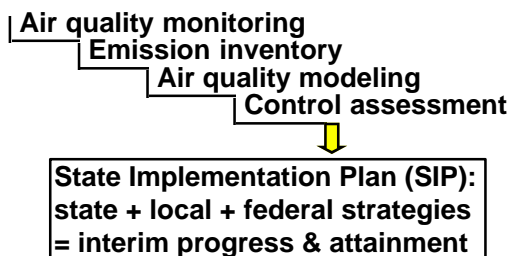 Air quality monitoring
Emission inventory
Air quality modeling
Control assessment
State Implementation Plan (SIP):
state + local + federal strategies
= interim progress & attainment